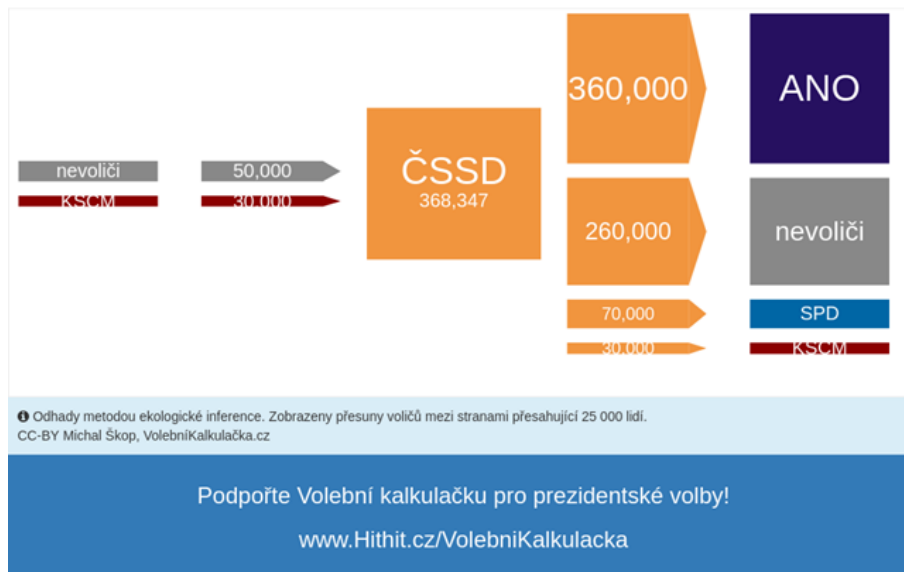 nevoliči
50,000
KSČM
30,000
ČSSD
368,347
360,000
ANO
260,000
nevoliči
70,000
SPD
30,000
KSČM
Odhady metodou ekologické inference. Zobrazeny přesuny voličů mezi stranami přesahující 25 000 lidí.
CC-BY Michal Škop, VolebníKalkulačka.cz
Podpořte Volební kalkulačku pro prezidentské volby!
www.Hithit.cz/VolebniKalkulacka